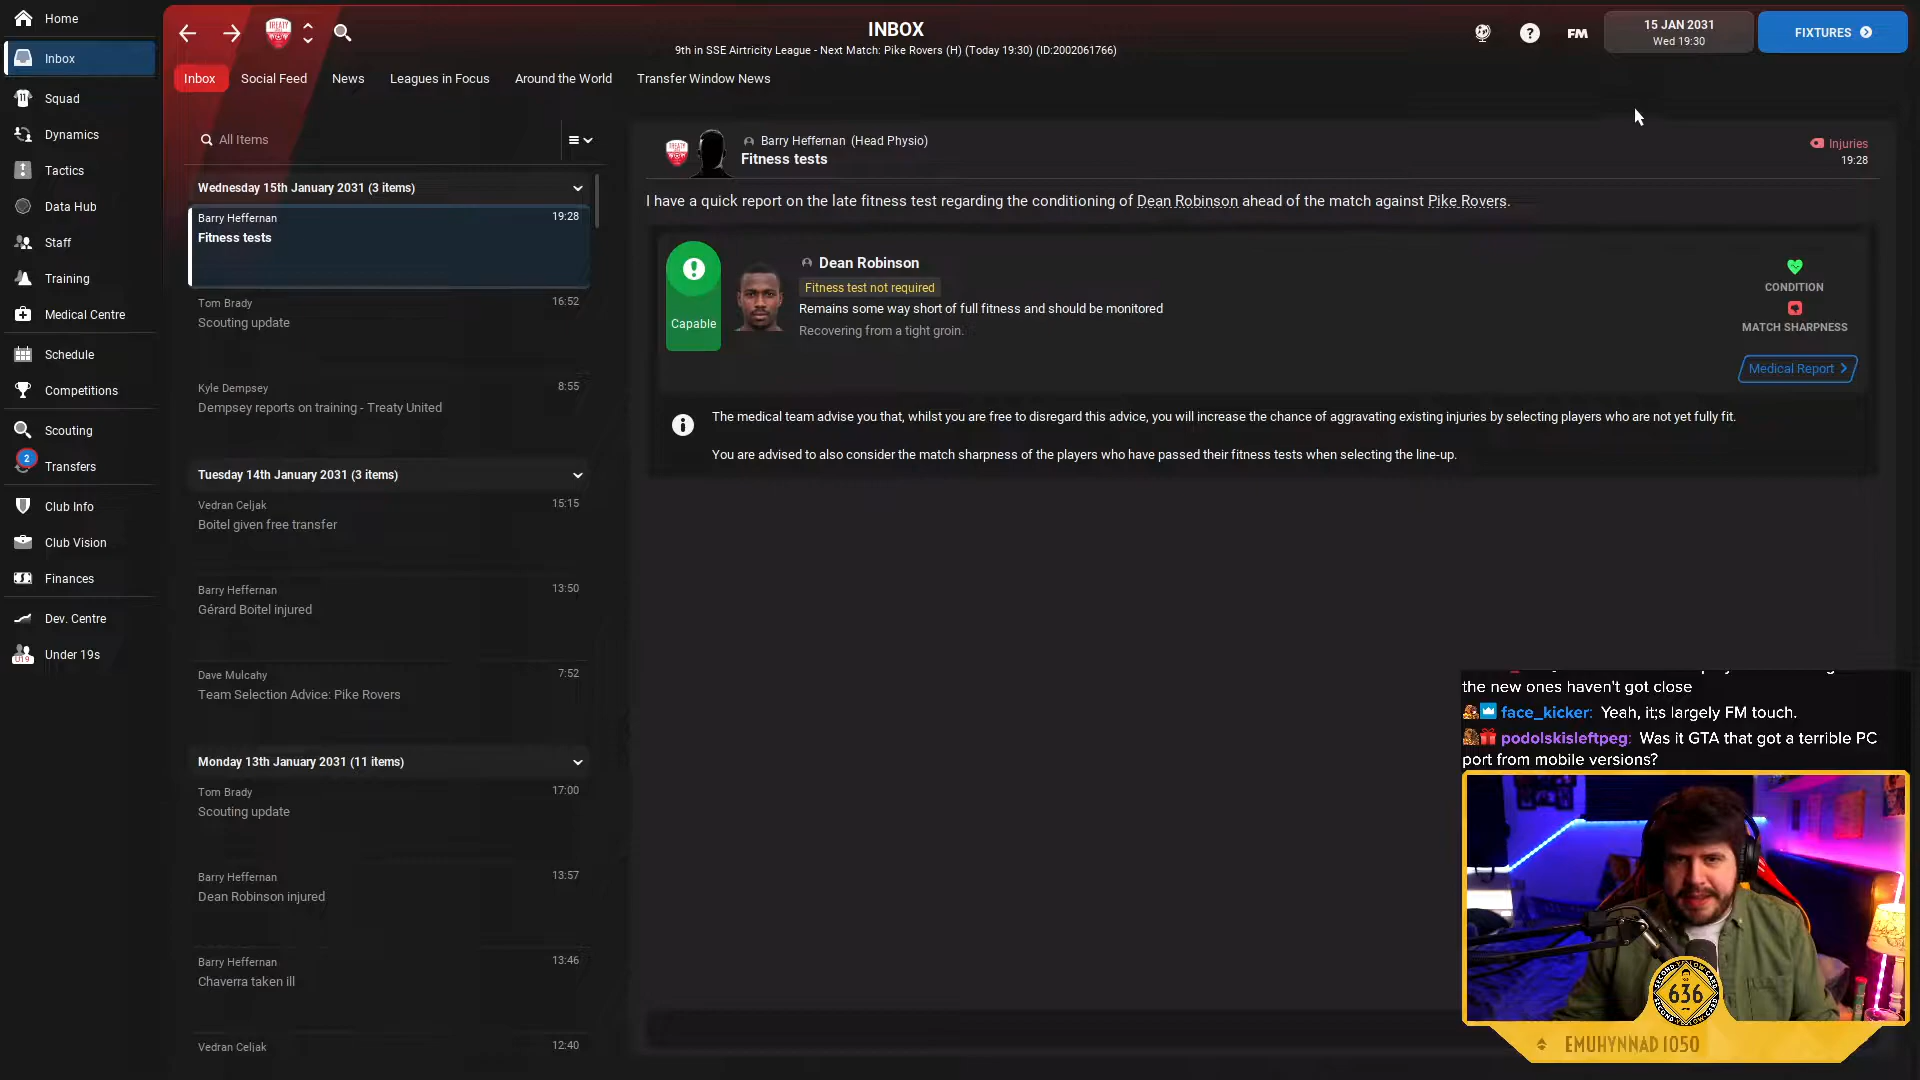 Home
Inbox
Squad
Dynamics
Tactics
Data Hub
Staff
Training
Medical Centre
Schedule
Competitions
Scouting
2
Transfers
Club Info
Club Vision
Finances
Dev. Centre
U19
Under 19s
TREATY
INBOX
9th in SSE Airtricity League - Next Match: Pike Rovers (H) (Today 19:30) (ID:2002061766)
?
FM
15 JAN 2031
Wed 19:30
FIXTURES
Inbox
Social Feed
News
Leagues in Focus
Around the World
Transfer Window News
All Items
Wednesday 15th January 2031 (3 items)
Barry Heffernan 19:28
Fitness tests
Tom Brady 16:52
Scouting update
Kyle Dempsey 8:55
Dempsey reports on training - Treaty United
Tuesday 14th January 2031 (3 items)
Vedran Celjak 15:15
Boitel given free transfer
Barry Heffernan 13:50
Gérard Boitel injured
Dave Mulcahy 7:52
Team Selection Advice: Pike Rovers
Monday 13th January 2031 (11 items)
Tom Brady 17:00
Scouting update
Barry Heffernan 13:57
Dean Robinson injured
Barry Heffernan 13:46
Chaverra taken ill
Vedran Celjak 12:40
TREATY
Barry Heffernan (Head Physio)
Fitness tests
Injuries
19:28
I have a quick report on the late fitness test regarding the conditioning of Dean Robinson ahead of the match against Pike Rovers.
Capable
Dean Robinson
Fitness test not required
Remains some way short of full fitness and should be monitored
Recovering from a tight groin.
CONDITION
MATCH SHARPNESS
Medical Report
The medical team advise you that, whilst you are free to disregard this advice, you will increase the chance of aggravating existing injuries by selecting players who are not yet fully fit.
You are advised to also consider the match sharpness of the players who have passed their fitness tests when selecting the line-up.
the new ones haven't got close
face_kicker: Yeah, it;s largely FM touch.
podolskisleftpeg: Was it GTA that got a terrible PC
port from mobile versions?
SECOND YELLOW CARD
636
SECOND YELLOW CARD
EMUHYNNAD 1050